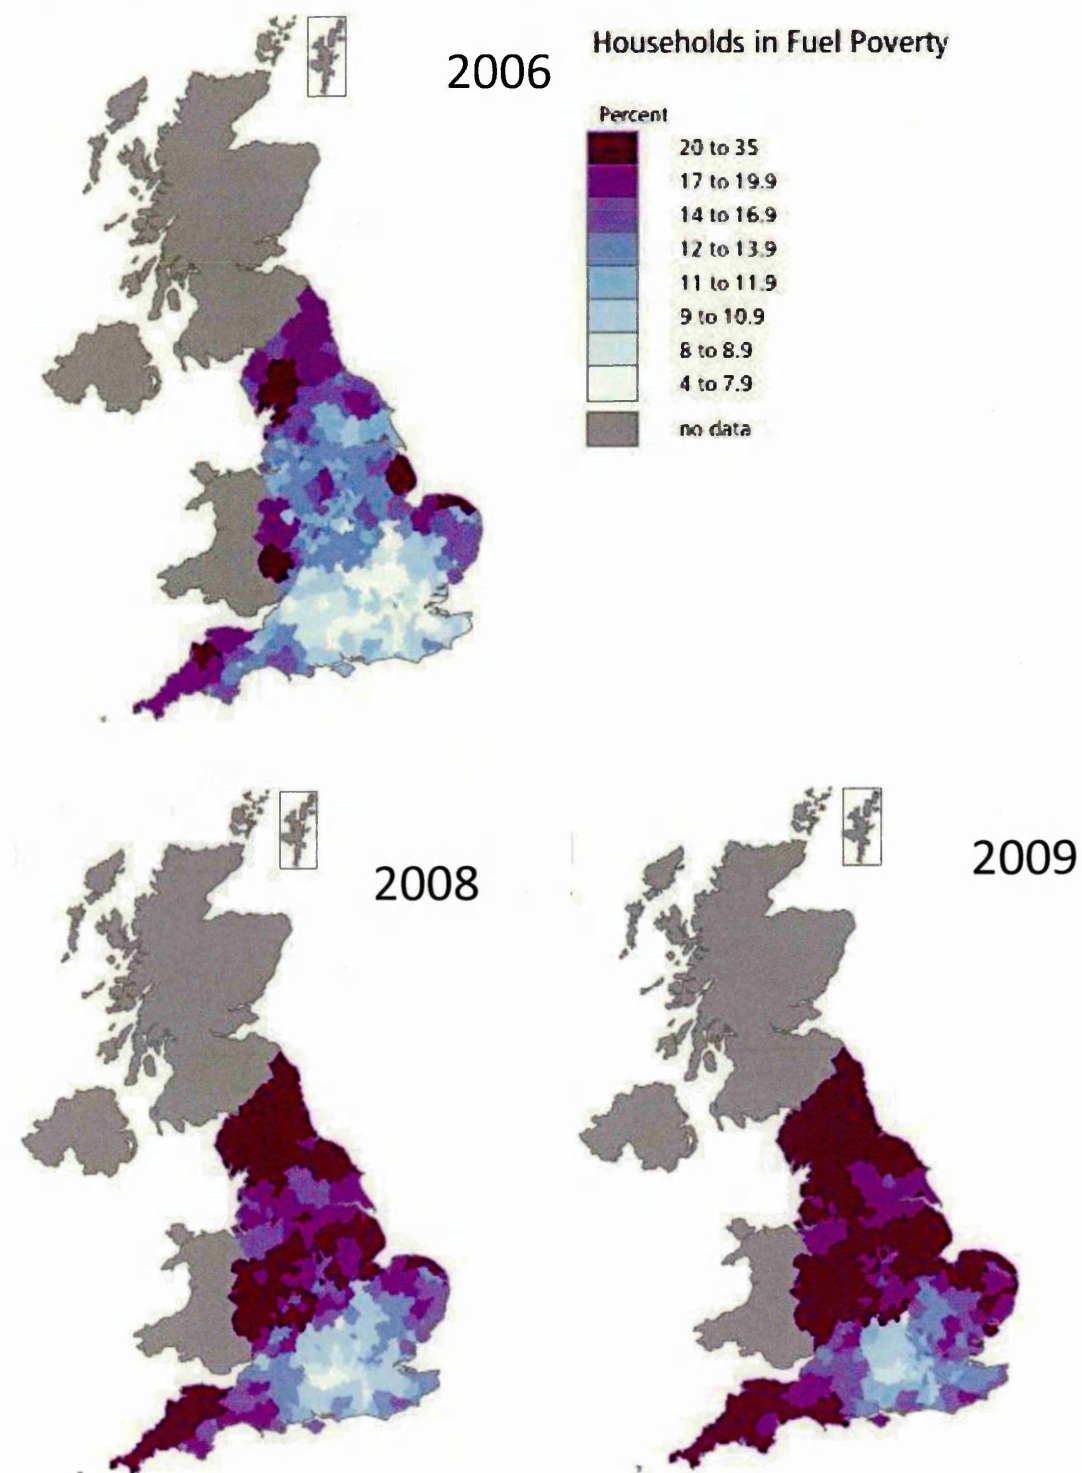 2006
Households in Fuel Poverty
Percent
20 to 35
17 to 19.9
14 to 16.9
12 to 13.9
11 to 11.9
9 to 10.9
8 to 8.9
4 to 7.9
no data
2008
2009